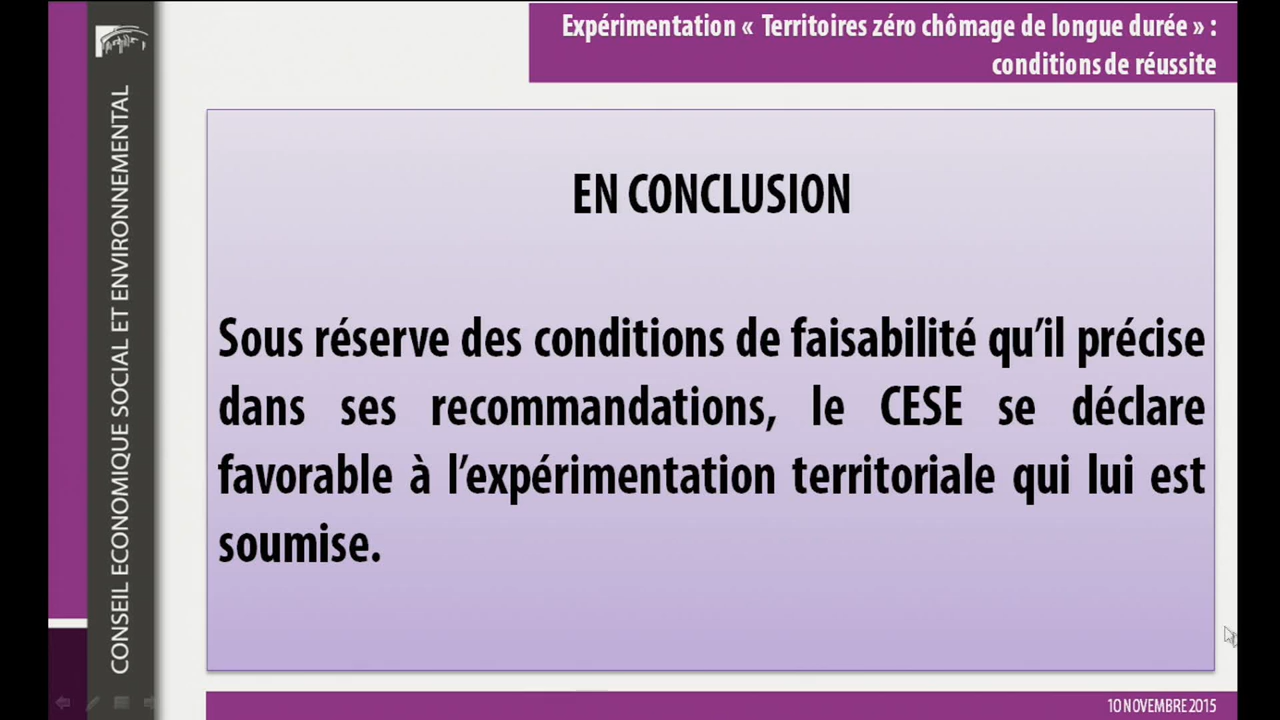 Expérimentation « Territoires zéro chômage de longue durée » :
conditions de réussite
CONSEIL ECONOMIQUE SOCIAL ET ENVIRONNEMENTAL
EN CONCLUSION
Sous réserve des conditions de faisabilité qu’il précise
dans ses recommandations, le CESE se déclare
favorable à l’expérimentation territoriale qui lui est
soumise.
10 NOVEMBRE 2015